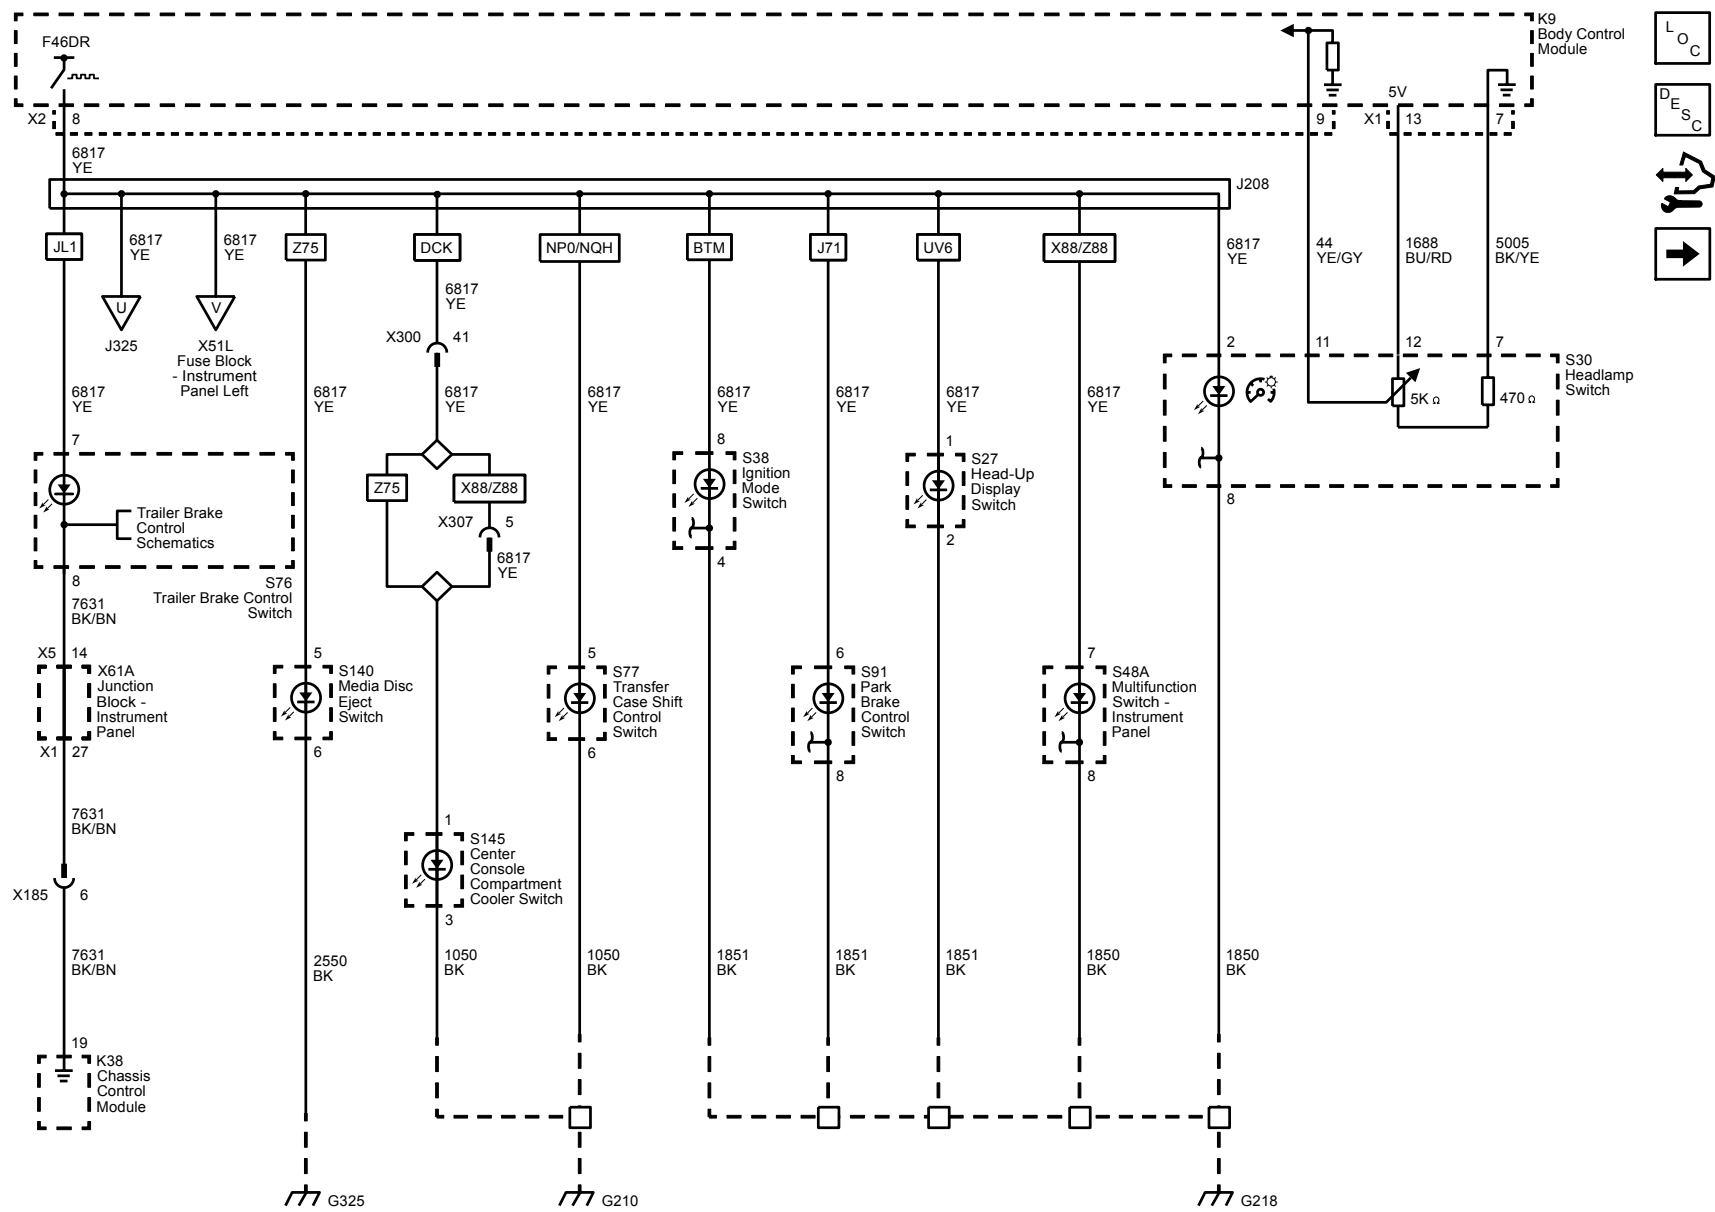 F46DR
K9
Body Control
Module
L
O
C
5V
X2 8
9 X1 13 7
D
E
S
C
6817
YE
J208
JL1
6817
YE
6817
YE
Z75
DCK
NP0/NQH
BTM
J71
UV6
X88/Z88
6817
YE
44
YE/GY
1688
BU/RD
5005
BK/YE
6817
YE
U
V
J325
X51L
Fuse Block
- Instrument
Panel Left
X300 41
2 11 12 7
S30
Headlamp
Switch
5K Ω
470 Ω
8
6817
YE
6817
YE
6817
YE
6817
YE
6817
YE
6817
YE
6817
YE
6817
YE
7
Trailer Brake
Control
Schematics
8
S76
Trailer Brake Control
Switch
Z75
X88/Z88
X307 5
6817
YE
8
S38
Ignition
Mode
Switch
4
1
S27
Head-Up
Display
Switch
2
7631
BK/BN
X5 14
X61A
Junction
Block -
Instrument
Panel
X1 27
5
S140
Media Disc
Eject
Switch
6
5
S77
Transfer
Case Shift
Control
Switch
6
6
S91
Park
Brake
Control
Switch
8
7
S48A
Multifunction
Switch -
Instrument
Panel
8
7631
BK/BN
1
S145
Center
Console
Compartment
Cooler Switch
3
X185 6
7631
BK/BN
2550
BK
1050
BK
1050
BK
1851
BK
1851
BK
1851
BK
1850
BK
1850
BK
19
K38
Chassis
Control
Module
G325
G210
G218